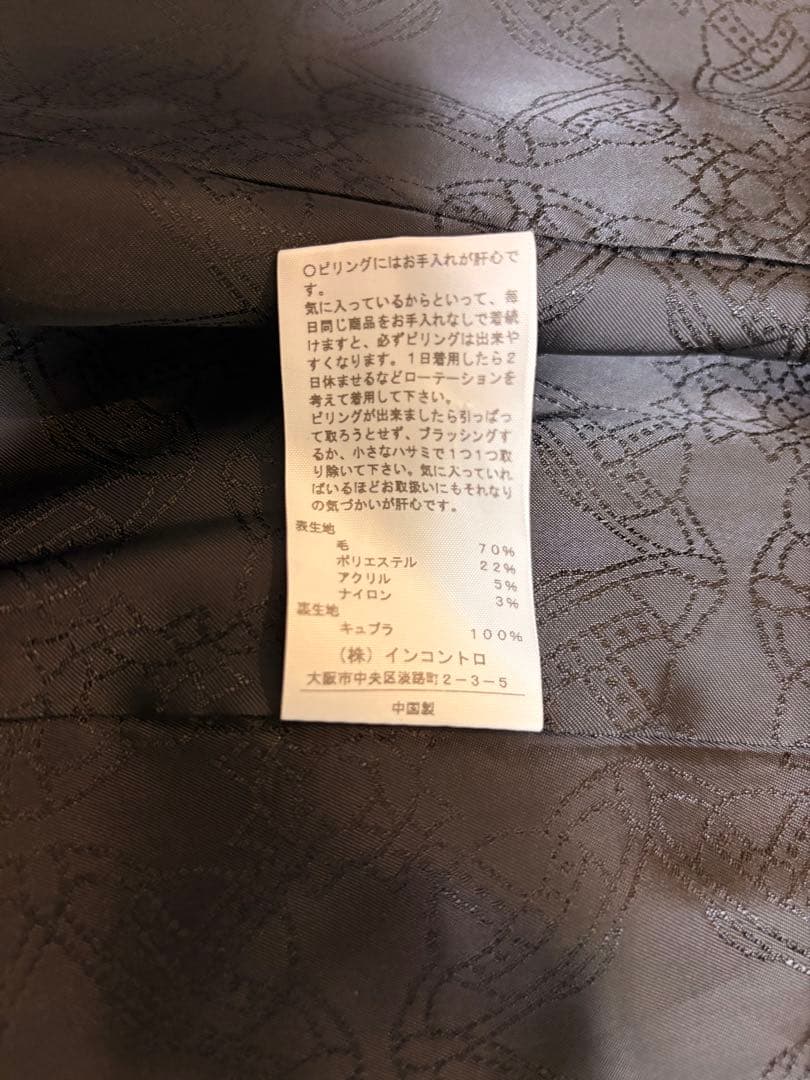 ○ピリングにはお手入れが肝心で
す。
気に入っているからといって、毎
日同じ商品をお手入れなしで着続
けますと、必ずピリングは出来や
すくなります。1日着用したら2
日休ませるなどローテーションを
考えて着用して下さい。
ピリングが出来ましたら引っぱっ
て取ろうとせず、ブラッシングす
るか、小さなハサミで1つ1つ取
り除いて下さい。気に入っていれ
ばいるほどお取扱いにもそれなり
の気づかいが肝心です。
表生地
毛 70%
ポリエステル 22%
アクリル 5%
ナイロン 3%
裏生地
キュプラ 100%
(株)インコントロ
大阪市中央区淡路町2-3-5
中国製